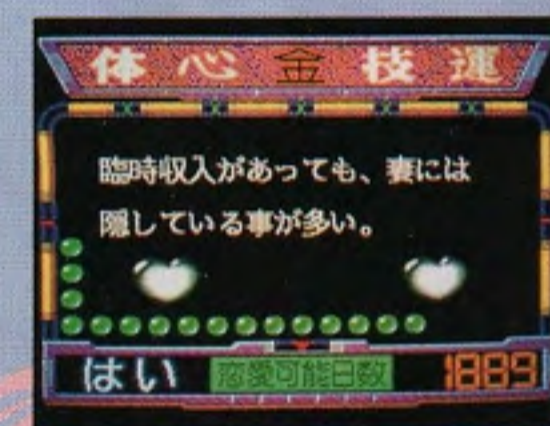 体心金技運
臨時収入があっても、妻には
隠している事が多い。
はい 恋愛可能日数 1889